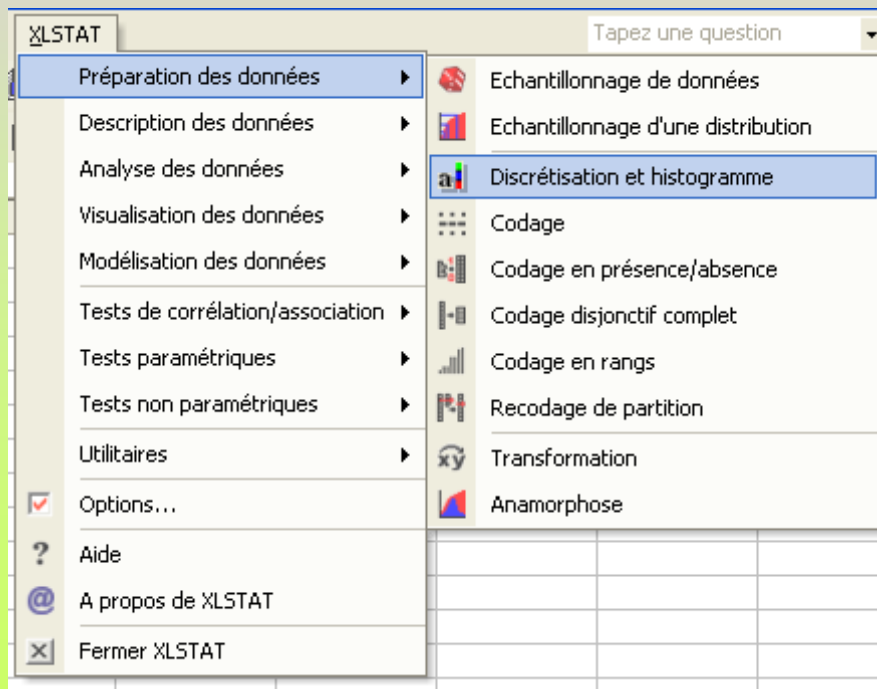 XLSTAT
Tapez une question
Préparation des données
Description des données
Analyse des données
Visualisation des données
Modélisation des données
Tests de corrélation/association
Tests paramétriques
Tests non paramétriques
Utilitaires
Options...
Aide
A propos de XLSTAT
Fermer XLSTAT
Echantillonnage de données
Echantillonnage d'une distribution
Discrétisation et histogramme
Codage
Codage en présence/absence
Codage disjonctif complet
Codage en rangs
Recodage de partition
Transformation
Anamorphose